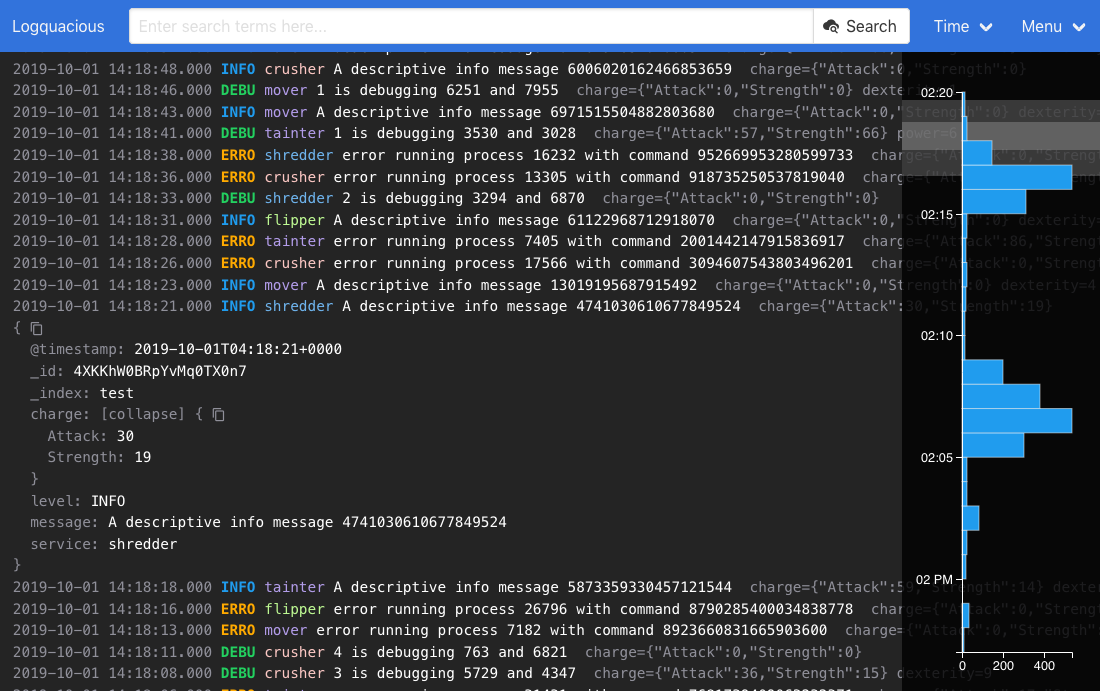 Logquacious
Enter search terms here...
Search
Time
Menu
2019-10-01 14:18:48.000 INFO crusher A descriptive info message 6006020162466853659 charge={"Attack":0,"Strength":0}
2019-10-01 14:18:46.000 DEBU mover 1 is debugging 6251 and 7955 charge={"Attack":0,"Strength":0}
2019-10-01 14:18:43.000 INFO mover A descriptive info message 6971515504882803680 charge={"Attack":0,"Strength":0} dexterity=
2019-10-01 14:18:41.000 DEBU tainter 1 is debugging 3530 and 3028 charge={"Attack":57,"Strength":66} power=6
2019-10-01 14:18:38.000 ERRO shredder error running process 16232 with command 952669953280599733 charge={"Attack":0,"Streng
2019-10-01 14:18:36.000 ERRO crusher error running process 13305 with command 918735250537819040
2019-10-01 14:18:33.000 DEBU shredder 2 is debugging 3294 and 6870 charge={"Attack":0,"Strength":0}
2019-10-01 14:18:31.000 INFO flipper A descriptive info message 61122968712918070 charge={"Attack":0,"Strength":0} dexterity=
2019-10-01 14:18:28.000 ERRO tainter error running process 7405 with command 2001442147915836917 charge={"Attack":86,"Streng
2019-10-01 14:18:26.000 ERRO crusher error running process 17566 with command 3094607543803496201 charge={"Attack":0,"Streng
2019-10-01 14:18:23.000 INFO mover A descriptive info message 13019195687915492 charge={"Attack":0,"Strength":0} dexterity=4
2019-10-01 14:18:21.000 INFO shredder A descriptive info message 4741030610677849524 charge={"Attack":30,"Strength":19}
{
@timestamp: 2019-10-01T04:18:21+0000
_id: 4XKKhW0BRpYvMq0TX0n7
_index: test
charge: [collapse] {
Attack: 30
Strength: 19
}
level: INFO
message: A descriptive info message 4741030610677849524
service: shredder
}
2019-10-01 14:18:18.000 INFO tainter A descriptive info message 5873359330457121544 charge={"Attack":59,"Strength":14}
2019-10-01 14:18:16.000 ERRO flipper error running process 26796 with command 8790285400034838778 charge={"Attack":0,"Streng
2019-10-01 14:18:13.000 ERRO mover error running process 7182 with command 8923660831665903600 charge={"Attack":0,"Strength"
2019-10-01 14:18:11.000 DEBU crusher 4 is debugging 763 and 6821 charge={"Attack":0,"Strength":0}
2019-10-01 14:18:08.000 DEBU crusher 3 is debugging 5729 and 4347 charge={"Attack":36,"Strength":15} dexterity=9
02:20
02:15
02:10
02:05
02 PM
0 200 400